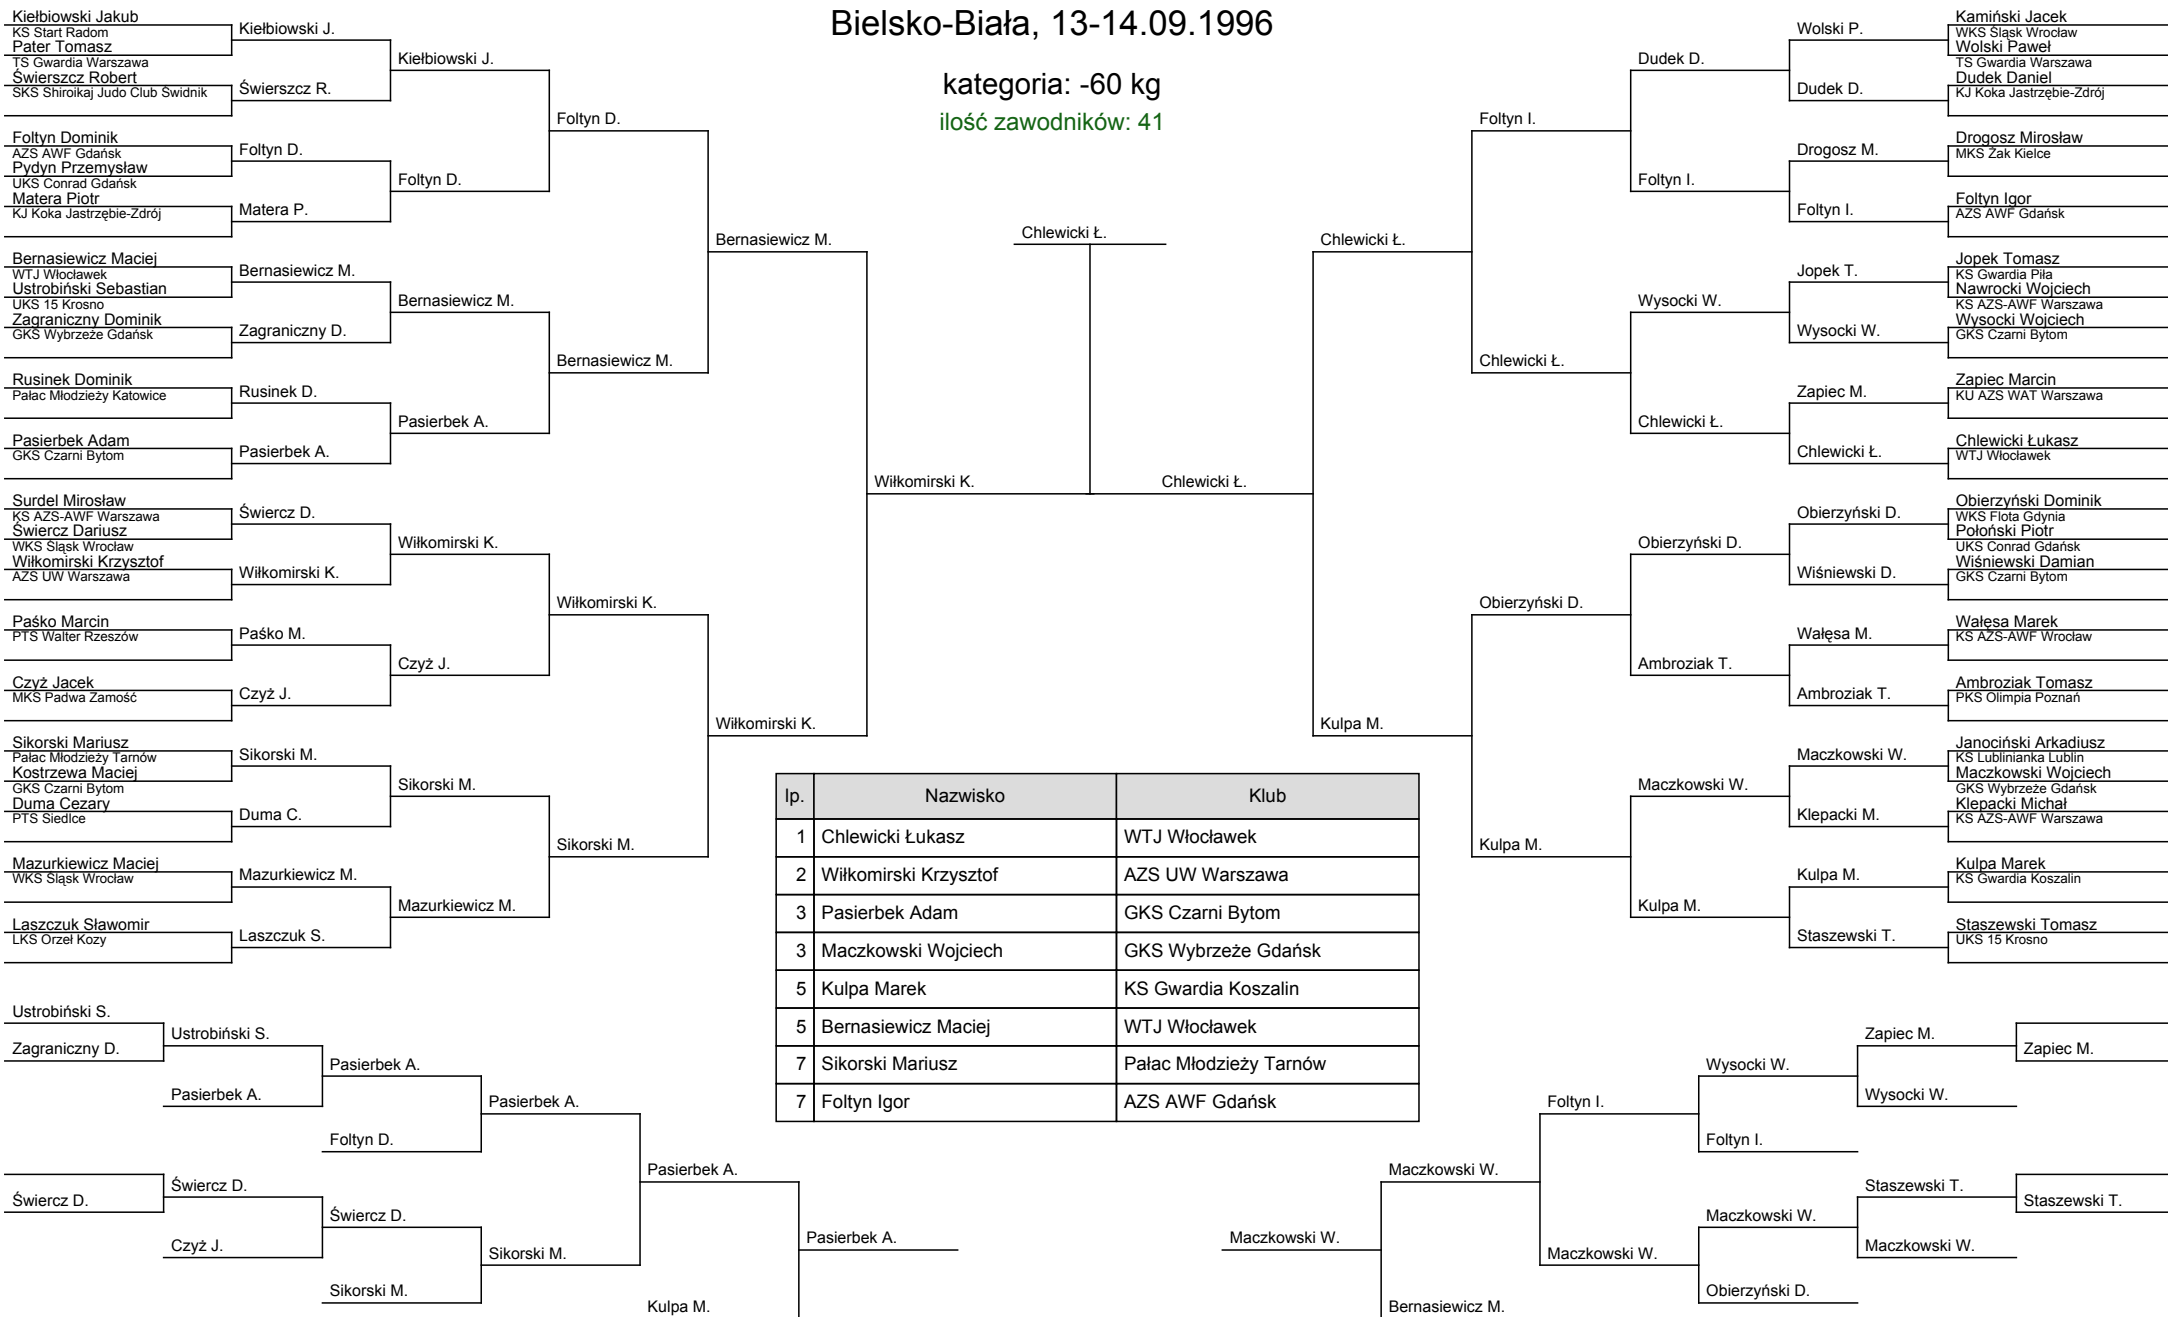 Bielsko-Biała, 13-14.09.1996
kategoria: -60 kg
ilość zawodników: 41
Kiełbiowski Jakub
KS Start Radom
Pater Tomasz
TS Gwardia Warszawa
Świerszcz Robert
SKS Shiroikaj Judo Club Świdnik
Foltyn Dominik
AZS AWF Gdańsk
Pydyn Przemysław
UKS Conrad Gdańsk
Matera Piotr
KJ Koka Jastrzębie-Zdrój
Bernasiewicz Maciej
WTJ Włocławek
Ustrobiński Sebastian
UKS 15 Krosno
Zagraniczny Dominik
GKS Wybrzeże Gdańsk
Rusinek Dominik
Pałac Młodzieży Katowice
Pasierbek Adam
GKS Czarni Bytom
Surdel Mirosław
KS AZS-AWF Warszawa
Świercz Dariusz
WKS Śląsk Wrocław
Wiłkomirski Krzysztof
AZS UW Warszawa
Paśko Marcin
PTS Walter Rzeszów
Czyż Jacek
MKS Padwa Zamość
Sikorski Mariusz
Pałac Młodzieży Tarnów
Kostrzewa Maciej
GKS Czarni Bytom
Duma Cezary
PTS Siedlce
Mazurkiewicz Maciej
WKS Śląsk Wrocław
Laszczuk Sławomir
LKS Orzeł Kozy
Kiełbiowski J.
Świerszcz R.
Foltyn D.
Matera P.
Bernasiewicz M.
Zagraniczny D.
Rusinek D.
Pasierbek A.
Świercz D.
Wiłkomirski K.
Paśko M.
Czyż J.
Sikorski M.
Duma C.
Mazurkiewicz M.
Laszczuk S.
Kiełbiowski J.
Foltyn D.
Bernasiewicz M.
Pasierbek A.
Wiłkomirski K.
Czyż J.
Sikorski M.
Mazurkiewicz M.
Foltyn D.
Bernasiewicz M.
Wiłkomirski K.
Sikorski M.
Bernasiewicz M.
Wiłkomirski K.
Wiłkomirski K.
Chlewicki Ł.
Chlewicki Ł.
Chlewicki Ł.
Kulpa M.
Foltyn I.
Chlewicki Ł.
Obierzyński D.
Kulpa M.
Dudek D.
Foltyn I.
Wysocki W.
Chlewicki Ł.
Obierzyński D.
Ambroziak T.
Maczkowski W.
Kulpa M.
Wolski P.
Dudek D.
Drogosz M.
Foltyn I.
Jopek T.
Wysocki W.
Zapiec M.
Chlewicki Ł.
Obierzyński D.
Wiśniewski D.
Wałęsa M.
Ambroziak T.
Maczkowski W.
Klepacki M.
Kulpa M.
Staszewski T.
Kamiński Jacek
WKS Śląsk Wrocław
Wolski Paweł
TS Gwardia Warszawa
Dudek Daniel
KJ Koka Jastrzębie-Zdrój
Drogosz Mirosław
MKS Żak Kielce
Foltyn Igor
AZS AWF Gdańsk
Jopek Tomasz
KS Gwardia Piła
Nawrocki Wojciech
KS AZS-AWF Warszawa
Wysocki Wojciech
GKS Czarni Bytom
Zapiec Marcin
KU AZS WAT Warszawa
Chlewicki Łukasz
WTJ Włocławek
Obierzyński Dominik
WKS Flota Gdynia
Połoński Piotr
UKS Conrad Gdańsk
Wiśniewski Damian
GKS Czarni Bytom
Wałęsa Marek
KS AZS-AWF Wrocław
Ambroziak Tomasz
PKS Olimpia Poznań
Janociński Arkadiusz
KS Lublinianka Lublin
Maczkowski Wojciech
GKS Wybrzeże Gdańsk
Klepacki Michał
KS AZS-AWF Warszawa
Kulpa Marek
KS Gwardia Koszalin
Staszewski Tomasz
UKS 15 Krosno
lp. Nazwisko Klub
1 Chlewicki Łukasz WTJ Włocławek
2 Wiłkomirski Krzysztof AZS UW Warszawa
3 Pasierbek Adam GKS Czarni Bytom
3 Maczkowski Wojciech GKS Wybrzeże Gdańsk
5 Kulpa Marek KS Gwardia Koszalin
5 Bernasiewicz Maciej WTJ Włocławek
7 Sikorski Mariusz Pałac Młodzieży Tarnów
7 Foltyn Igor AZS AWF Gdańsk
Ustrobiński S.
Zagraniczny D.
Świercz D.
Ustrobiński S.
Pasierbek A.
Świercz D.
Czyż J.
Pasierbek A.
Foltyn D.
Świercz D.
Sikorski M.
Pasierbek A.
Sikorski M.
Pasierbek A.
Kulpa M.
Pasierbek A.
Maczkowski W.
Maczkowski W.
Bernasiewicz M.
Foltyn I.
Maczkowski W.
Wysocki W.
Foltyn I.
Maczkowski W.
Obierzyński D.
Zapiec M.
Wysocki W.
Staszewski T.
Maczkowski W.
Zapiec M.
Staszewski T.